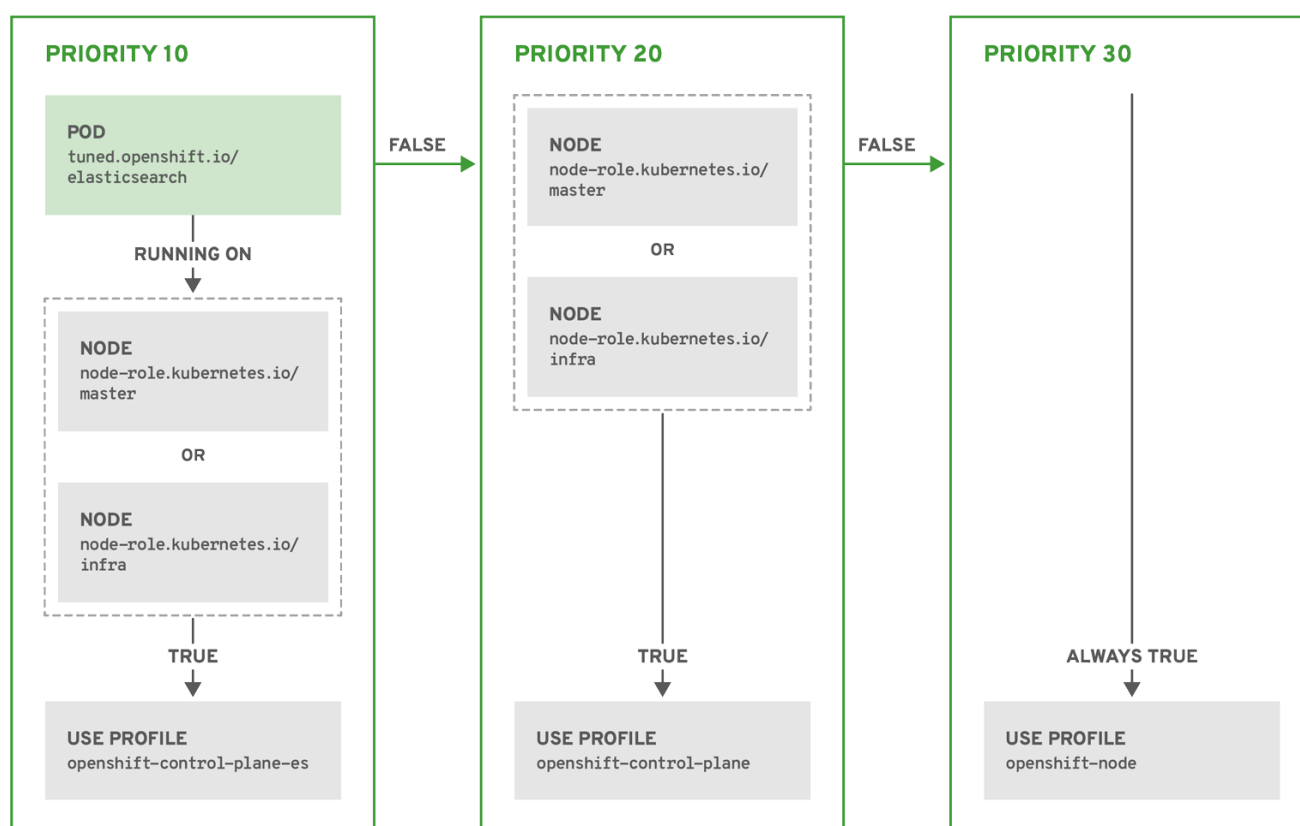 PRIORITY 10
POD
tuned.openshift.io/
elasticsearch
RUNNING ON
NODE
node-role.kubernetes.io/
master
OR
NODE
node-role.kubernetes.io/
infra
TRUE
USE PROFILE
openshift-control-plane-es
FALSE
PRIORITY 20
NODE
node-role.kubernetes.io/
master
OR
NODE
node-role.kubernetes.io/
infra
TRUE
USE PROFILE
openshift-control-plane
FALSE
PRIORITY 30
ALWAYS TRUE
USE PROFILE
openshift-node